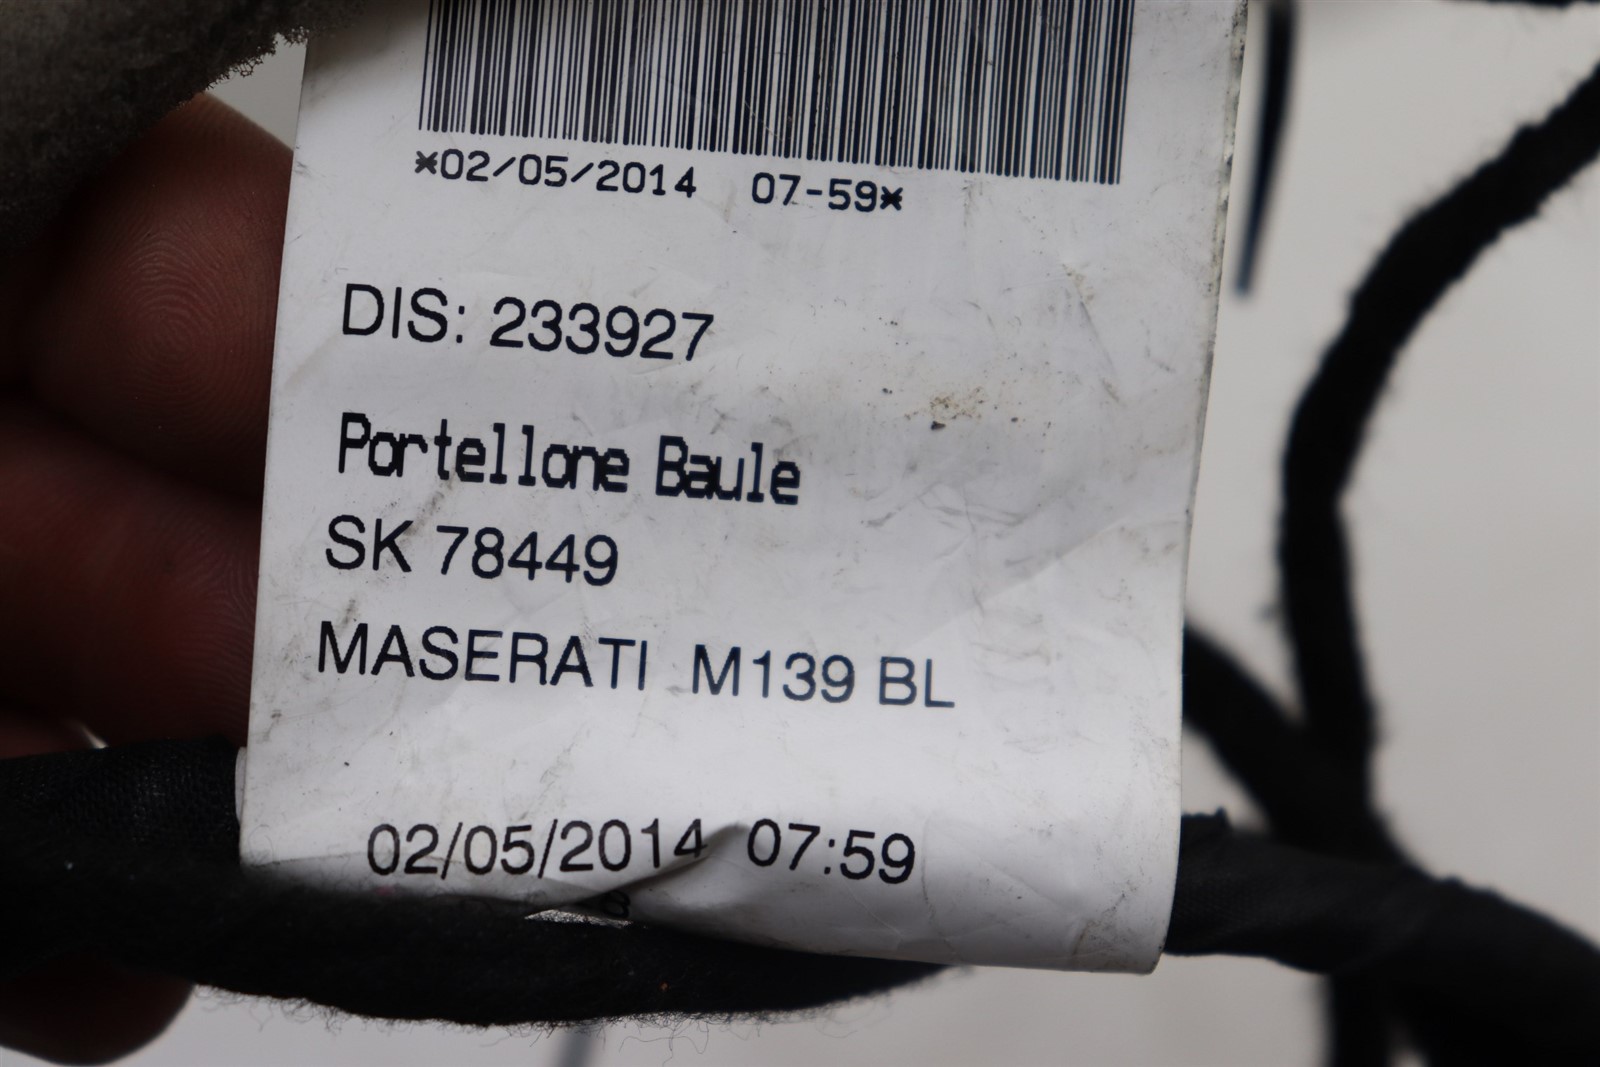 *02/05/2014 07-59*
DIS: 233927
Portellone Baule
SK 78449
MASERATI M139 BL
02/05/2014 07:59